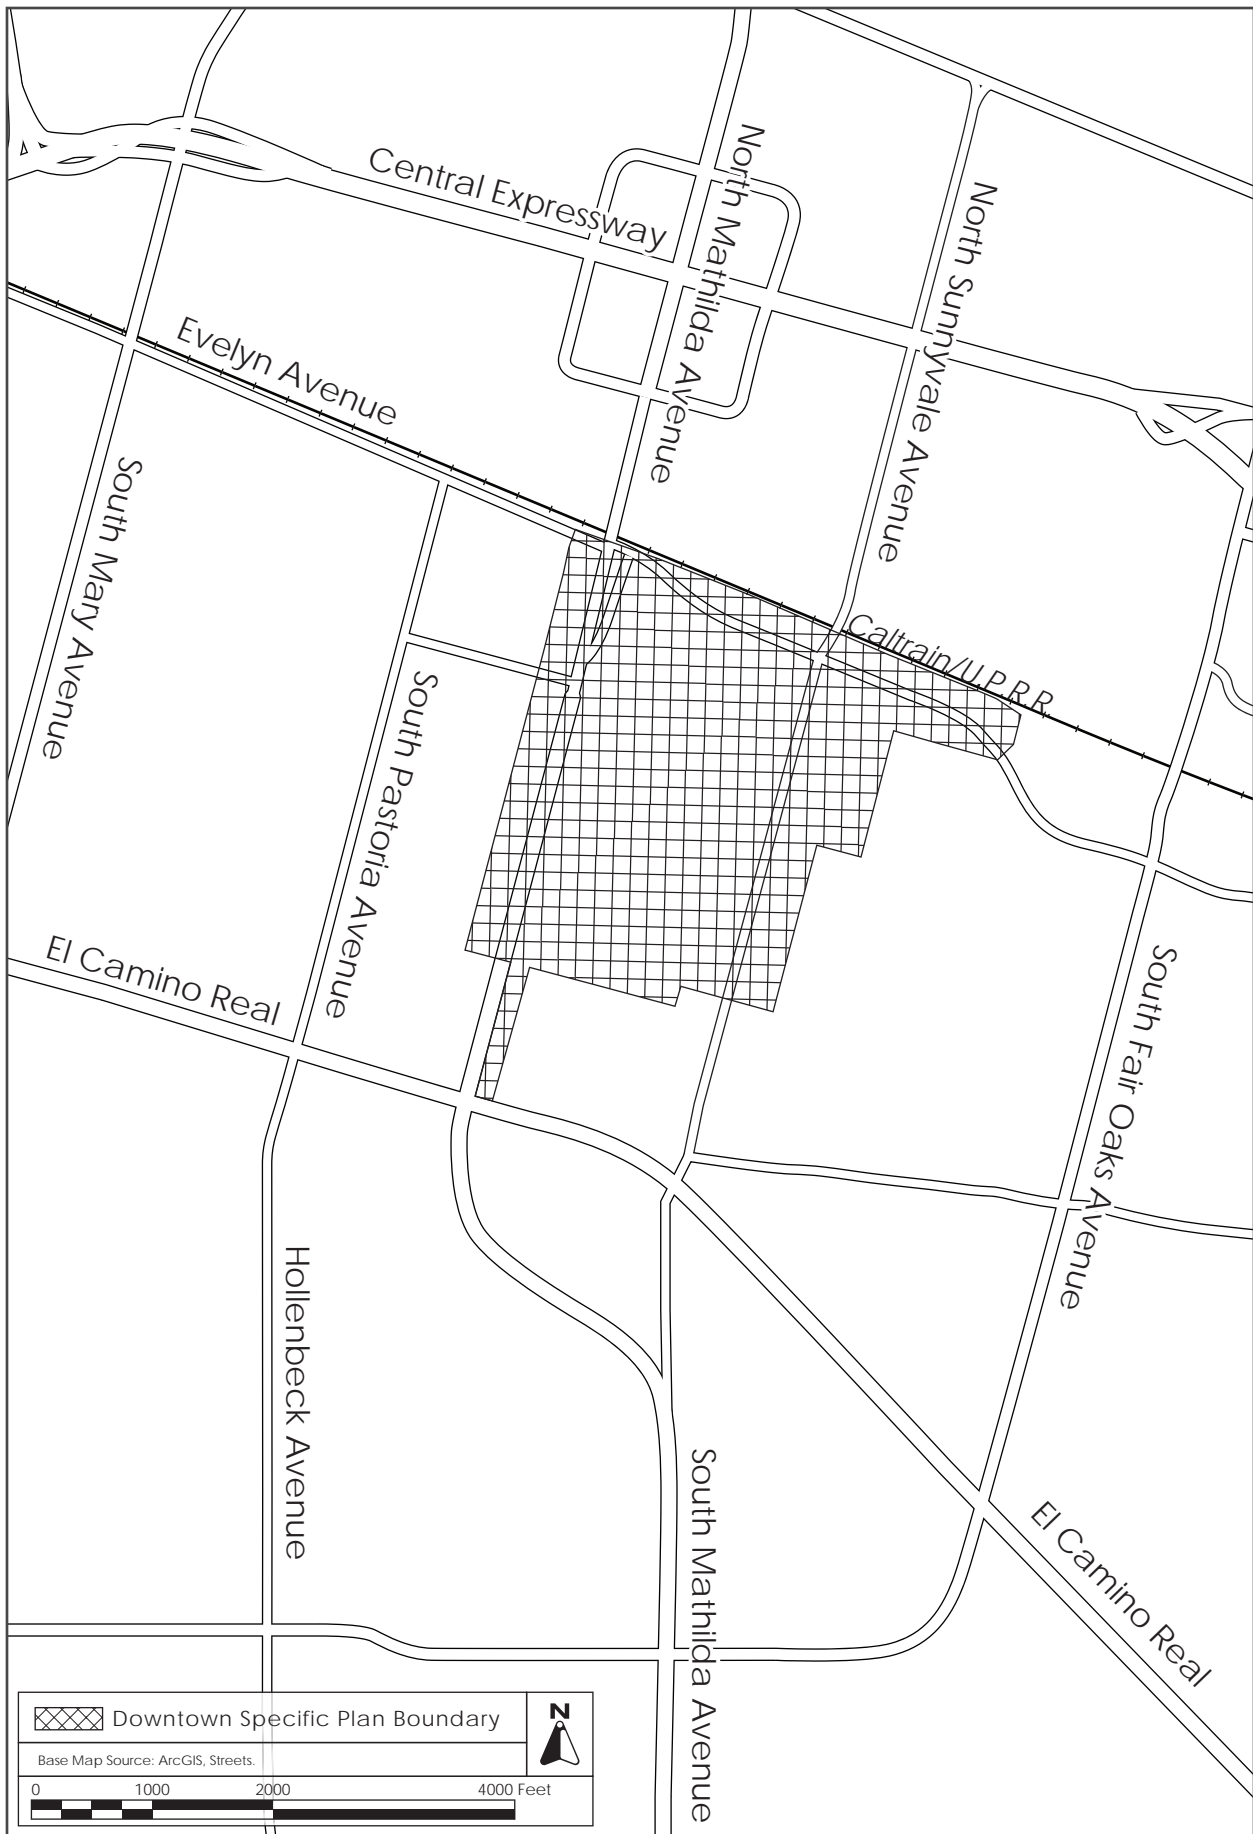 Central Expressway
North Mathilda Avenue
North Sunnyvale Avenue
Evelyn Avenue
South Mary Avenue
Caltrain/U.P.R.R.
South Pastoria Avenue
El Camino Real
South Fair Oaks Avenue
Hollenbeck Avenue
South Mathilda Avenue
El Camino Real
Downtown Specific Plan Boundary
N
Base Map Source: ArcGIS, Streets.
0 1000 2000 4000 Feet